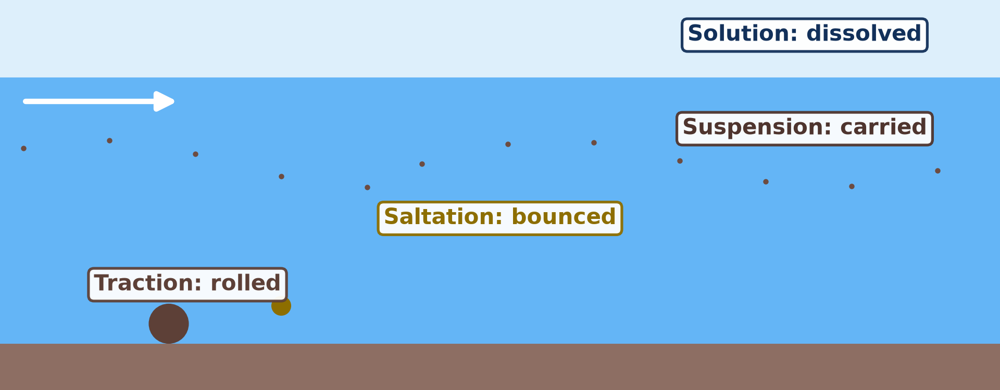 Solution: dissolved
Suspension: carried
Saltation: bounced
Traction: rolled